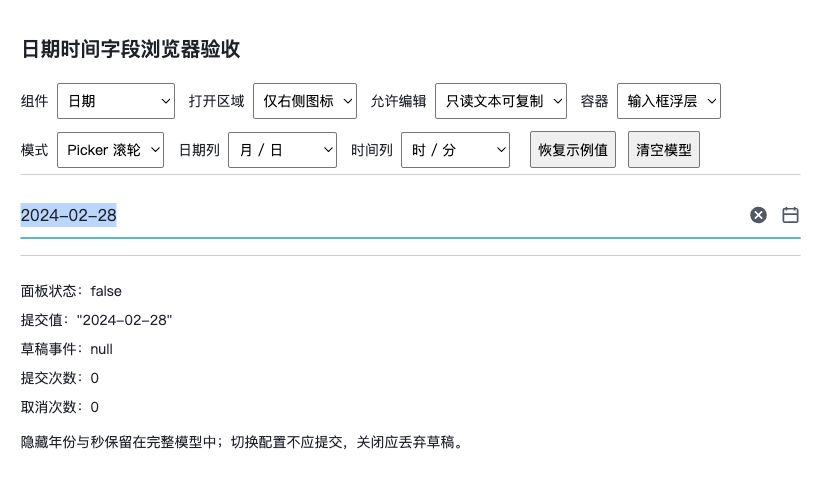 日期时间字段浏览器验收
组件 日期 打开区域 仅右侧图标 允许编辑 只读文本可复制 容器 输入框浮层
模式 Picker 滚轮 日期列 月 / 日 时间列 时 / 分 恢复示例值 清空模型
2024-02-28
面板状态：false
提交值："2024-02-28"
草稿事件：null
提交次数：0
取消次数：0
隐藏年份与秒保留在完整模型中；切换配置不应提交，关闭应丢弃草稿。